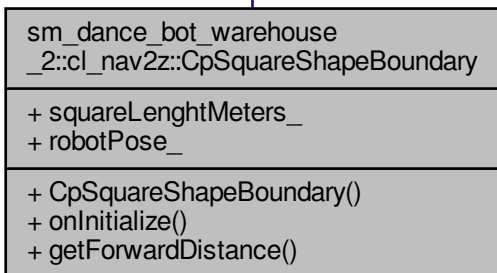 sm_dance_bot_warehouse
_2::cl_nav2z::CpSquareShapeBoundary
+ squareLenghtMeters_
+ robotPose_
+ CpSquareShapeBoundary()
+ onInitialize()
+ getForwardDistance()